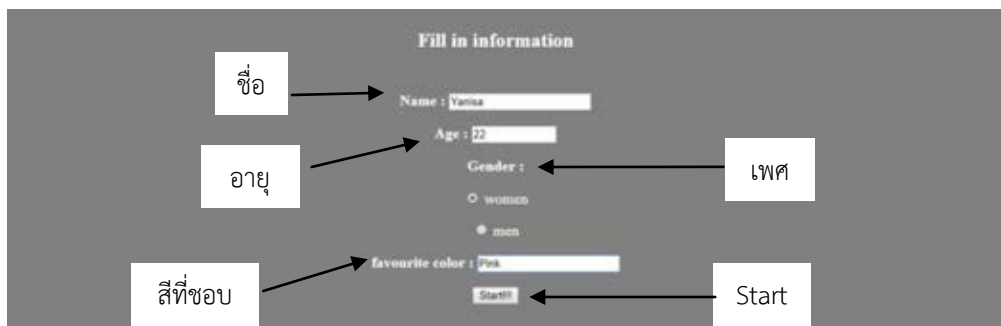 Fill in information
ชื่อ
Name : Yanisa
Age : 22
อายุ
Gender :
เพศ
women
men
favourite color : Pink
สีที่ชอบ
Start!!!
Start